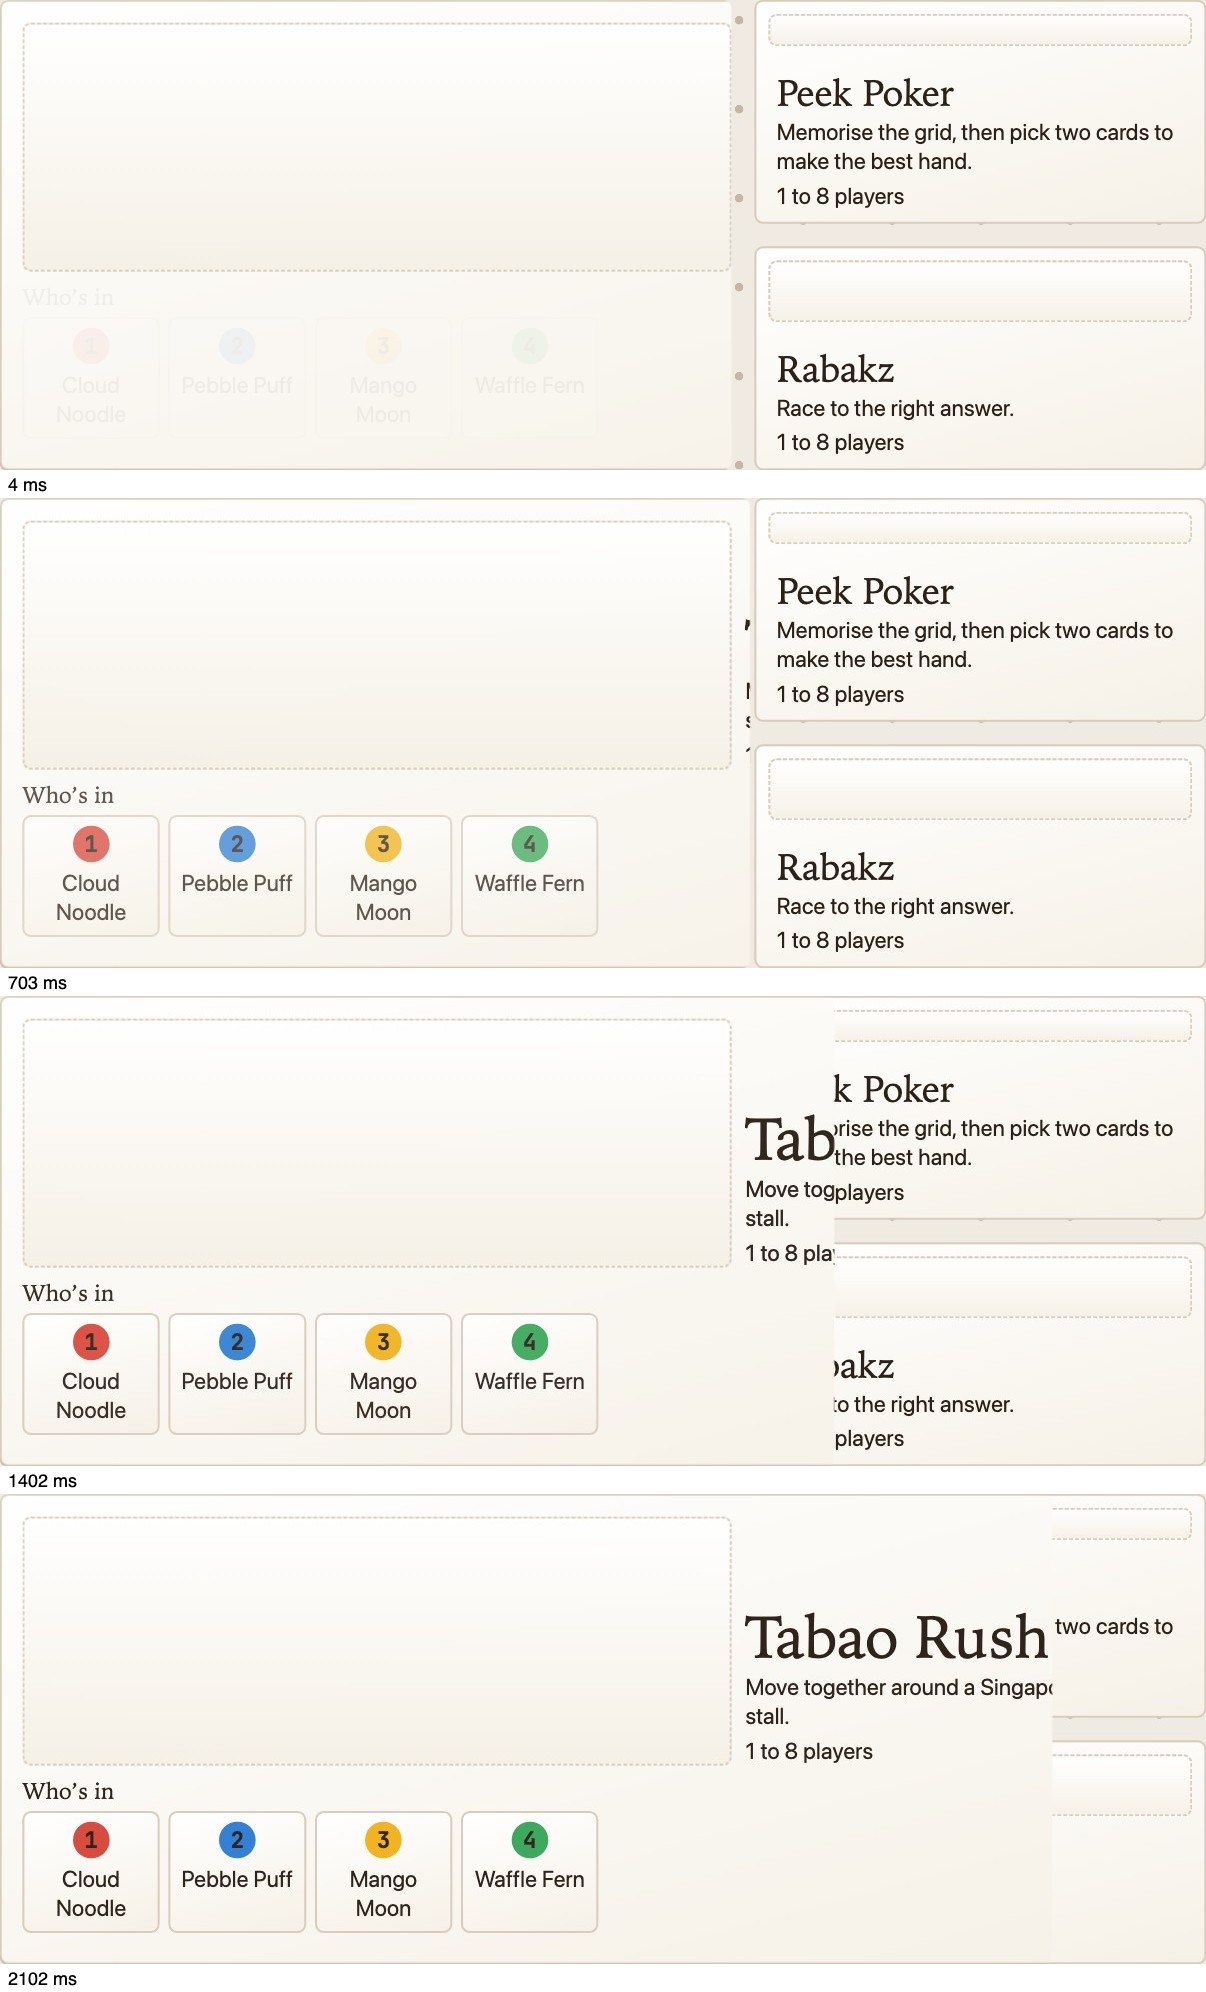 Peek Poker
Memorise the grid, then pick two cards to
make the best hand.
1 to 8 players
Who's in
1
2
3
4
Cloud
Noodle
Pebble Puff
Mango
Moon
Waffle Fern
Rabakz
Race to the right answer.
1 to 8 players
4 ms
Peek Poker
Memorise the grid, then pick two cards to
make the best hand.
1 to 8 players
Who's in
1
2
3
4
Cloud
Noodle
Pebble Puff
Mango
Moon
Waffle Fern
Rabakz
Race to the right answer.
1 to 8 players
703 ms
k Poker
Tab
the grid, then pick two cards to
Move tog
the best hand.
stall.
players
1 to 8
Who's in
1
2
3
4
Cloud
Noodle
Pebble Puff
Mango
Moon
Waffle Fern
akz
to the right answer.
players
1402 ms
Tabao Rush
two cards to
Move together around a
stall.
1 to 8 players
Who's in
1
2
3
4
Cloud
Noodle
Pebble Puff
Mango
Moon
Waffle Fern
2102 ms